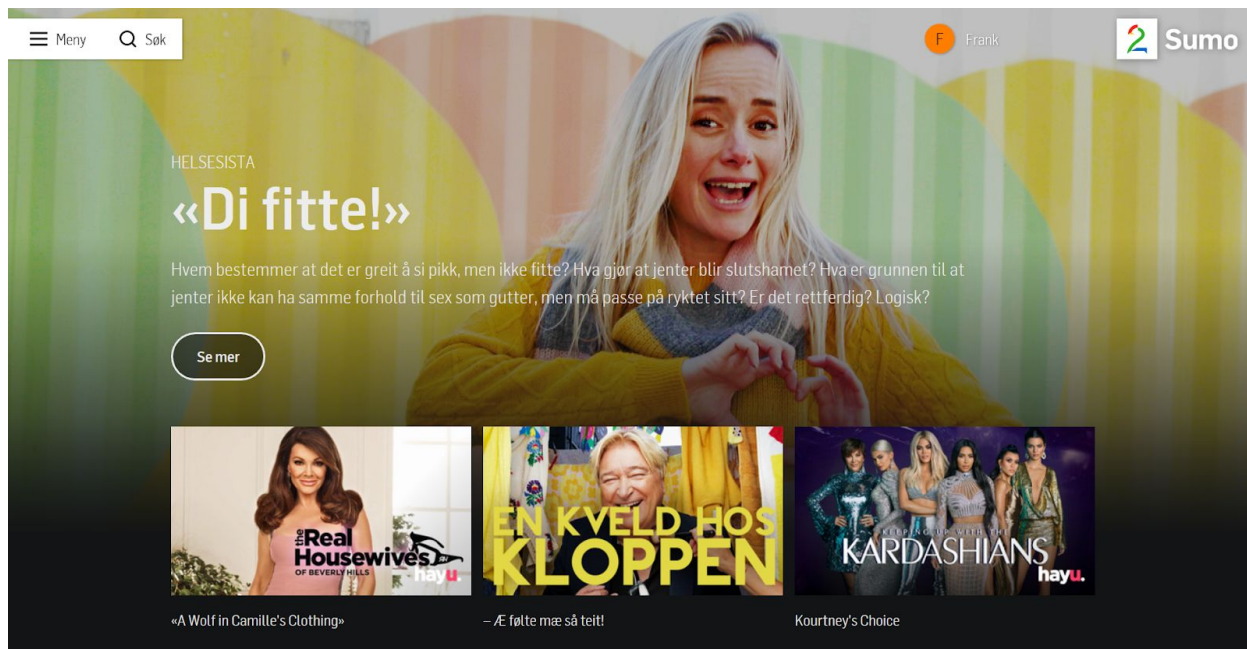 Meny
Søk
F
Frank
2 Sumo
HELSESISTA
«Di fitte!»
Hvem bestemmer at det er greit å si pikk, men ikke fitte? Hva gjør at jenter blir slutshamet? Hva er grunnen til at
jenter ikke kan ha samme forhold til sex som gutter, men må passe på ryktet sitt? Er det rettferdig? Logisk?
Se mer
the Real
Housewives
OF BEVERLY HILLS
hayu.
«A Wolf in Camille's Clothing»
EN KVELD HOS
KLOPPEN
– Æ følte mæ så teit!
KEEPING UP WITH THE
KARDASHIANS
hayu.
Kourtney's Choice